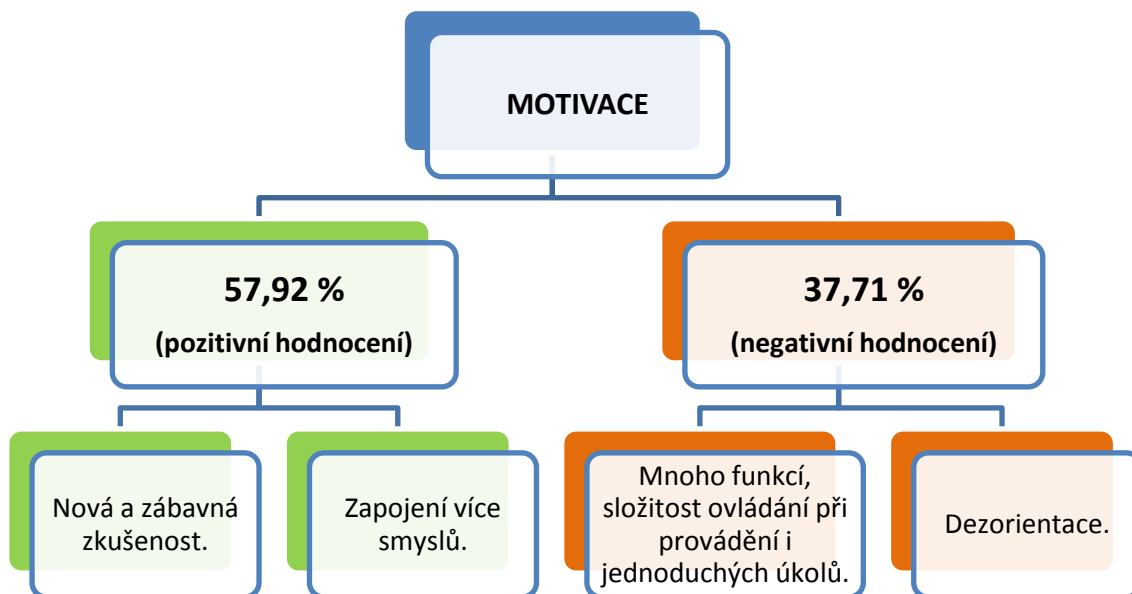 MOTIVACE
57,92 %
(pozitivní hodnocení)
37,71 %
(negativní hodnocení)
Nová a zábavná
zkušenost.
Zapojení více
smyslů.
Mnoho funkcí,
složitost ovládání při
provádění i
jednoduchých úkolů.
Dezorientace.